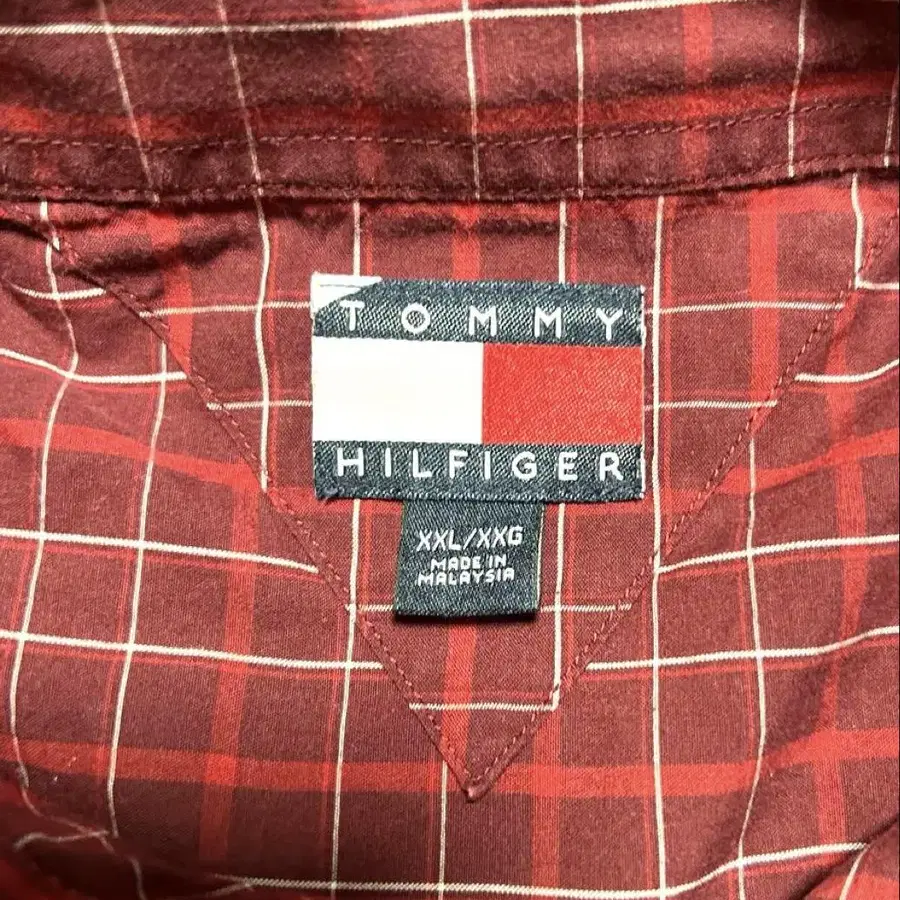 TOMMY
HILFIGER
XXL/XXG
MADE IN
MALAYSIA